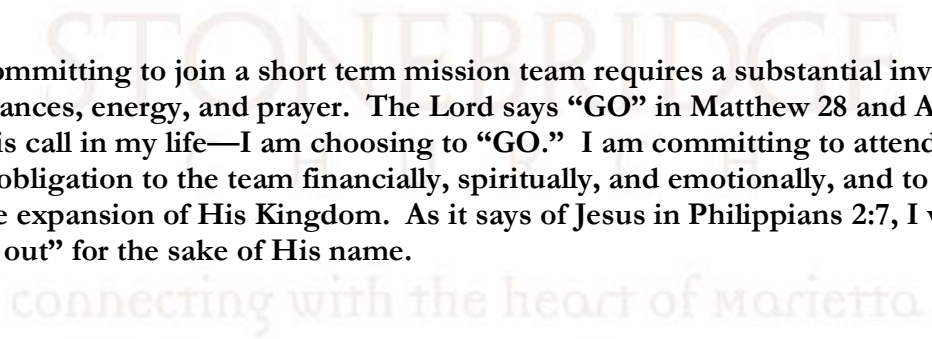 STONEBRIDGE
ommitting to join a short term mission team requires a substantial inv
ances, energy, and prayer. The Lord says “GO” in Matthew 28 and A
is call in my life—I am choosing to “GO.” I am committing to attend
CHURCH
obligation to the team financially, spiritually, and emotionally, and to
e expansion of His Kingdom. As it says of Jesus in Philippians 2:7, I v
out” for the sake of His name.
connecting with the heart of Marietta